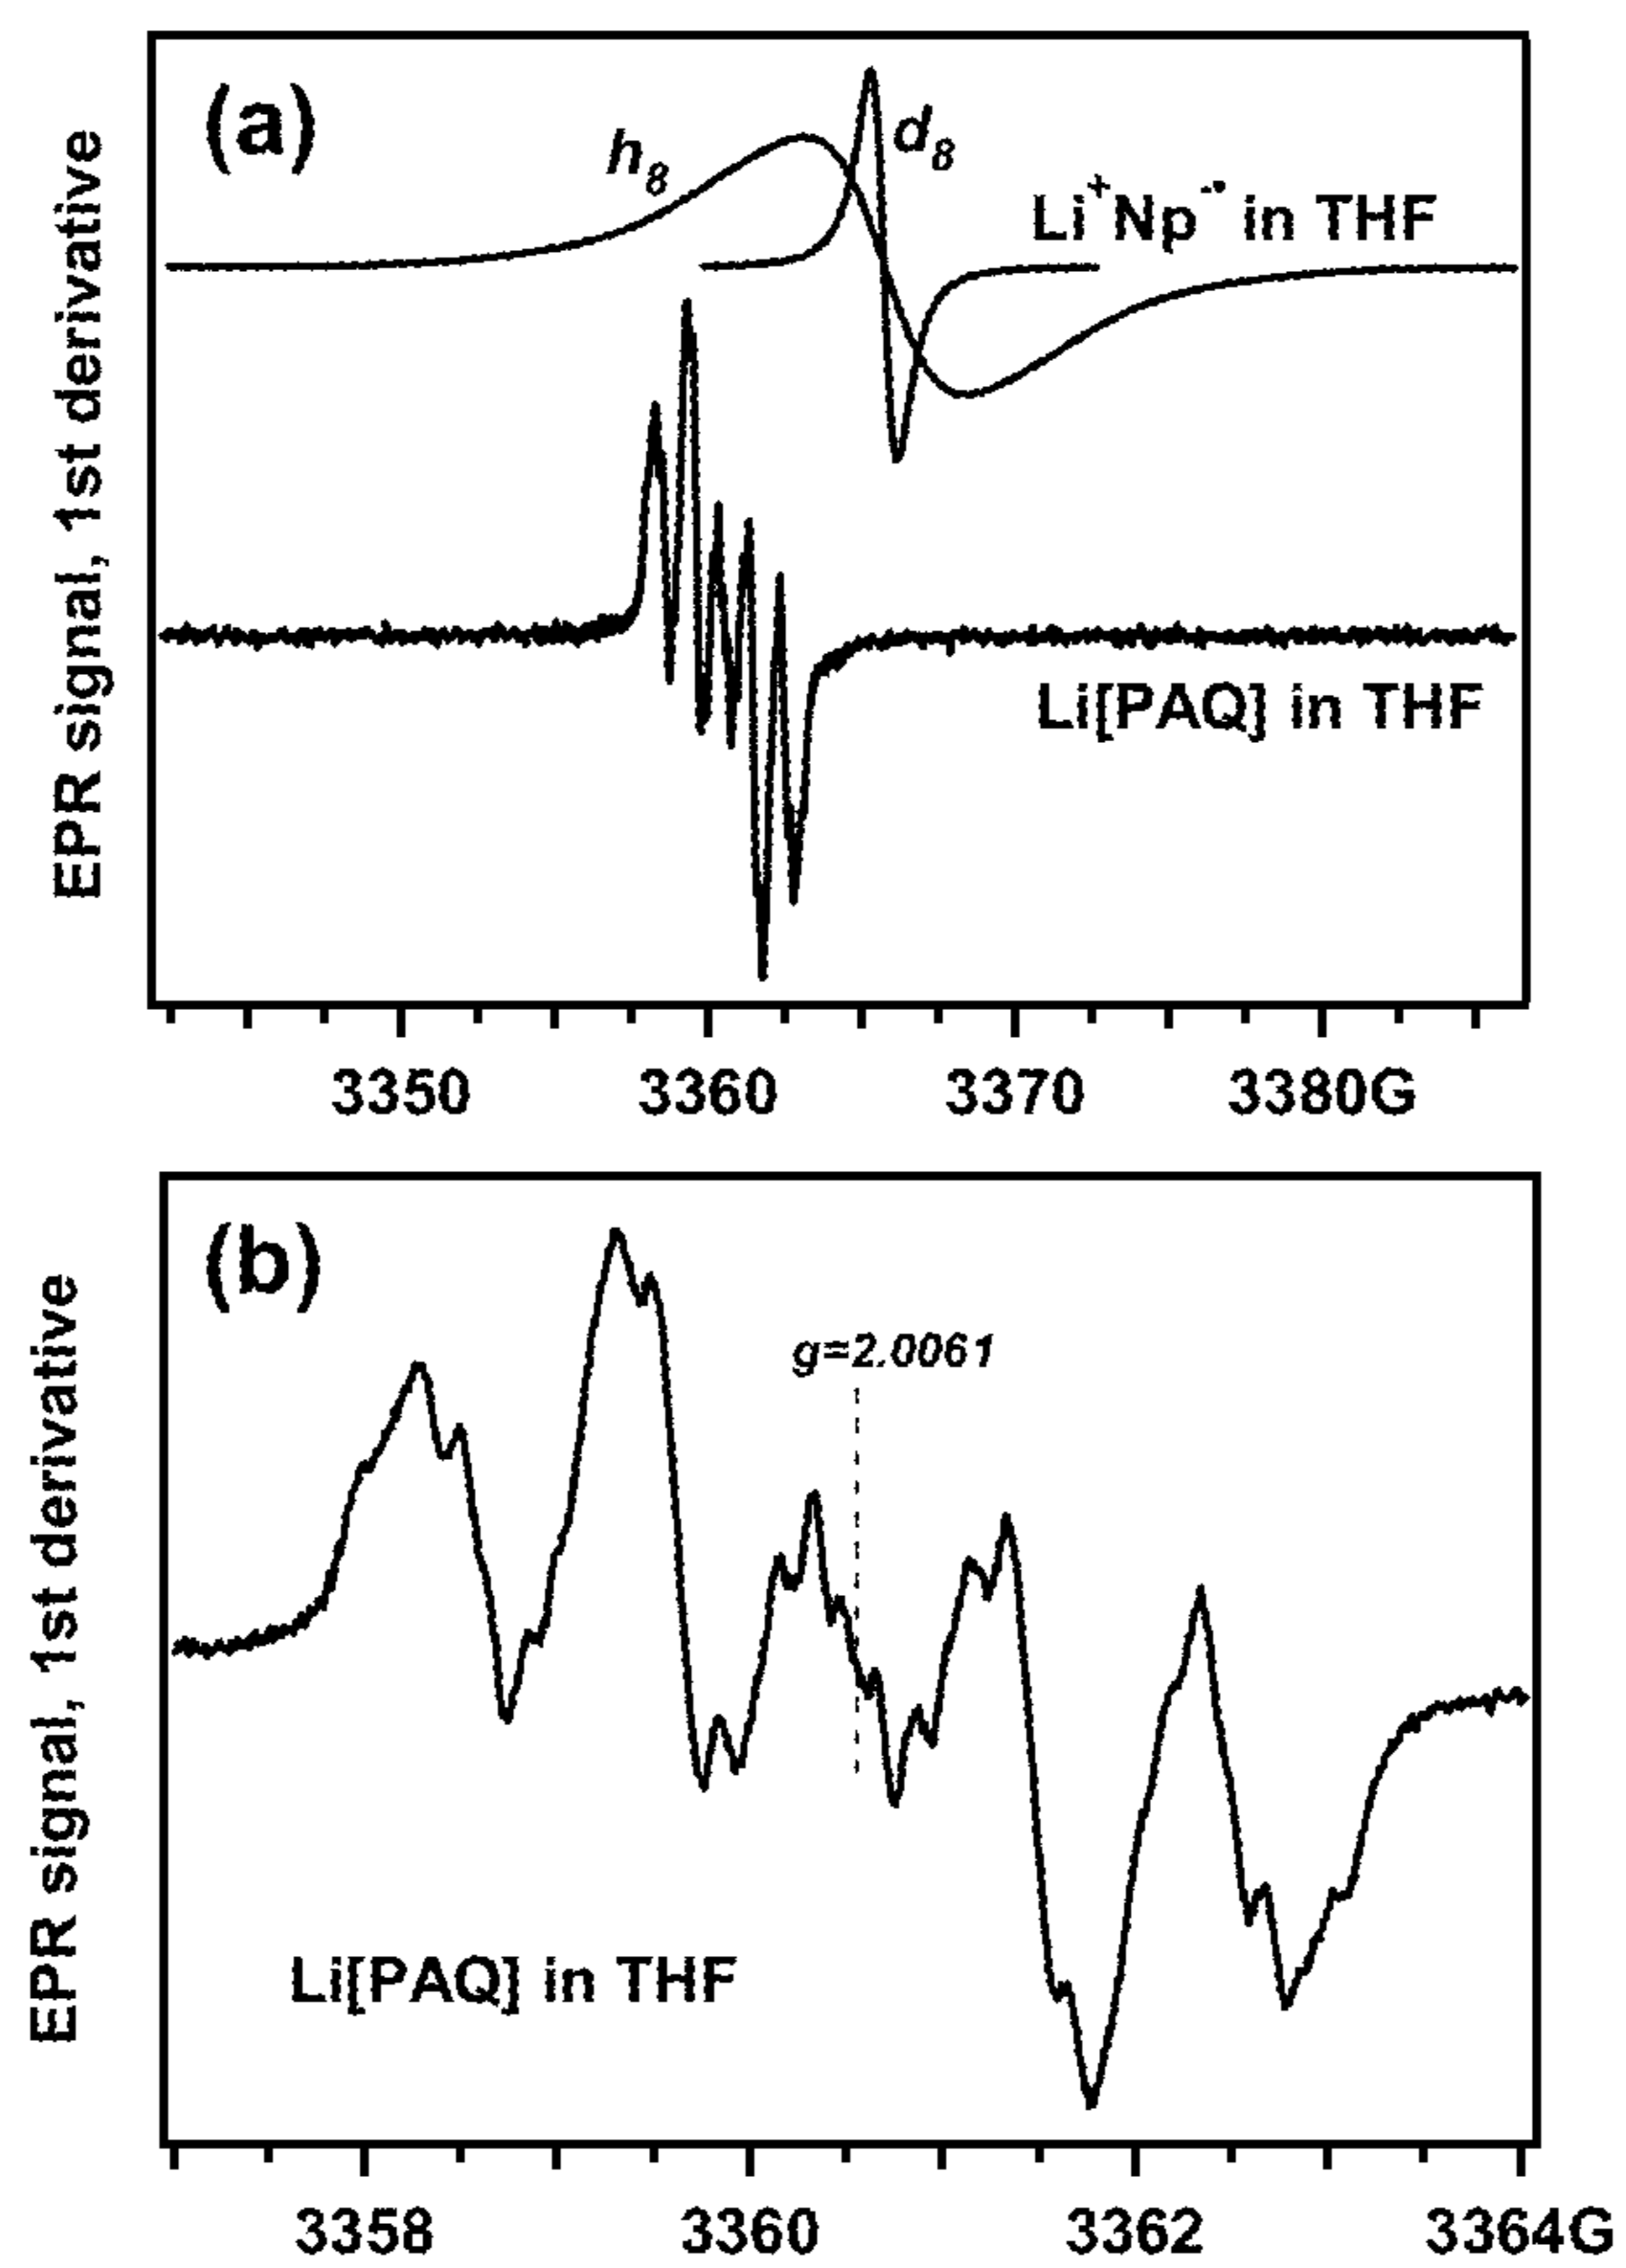 (a)
h8
d8
Li+Np-• in THF
Li[PAQ] in THF
EPR signal, 1st derivative
3350 3360 3370 3380G
(b)
g=2.0061
Li[PAQ] in THF
EPR signal, 1st derivative
3358 3360 3362 3364G